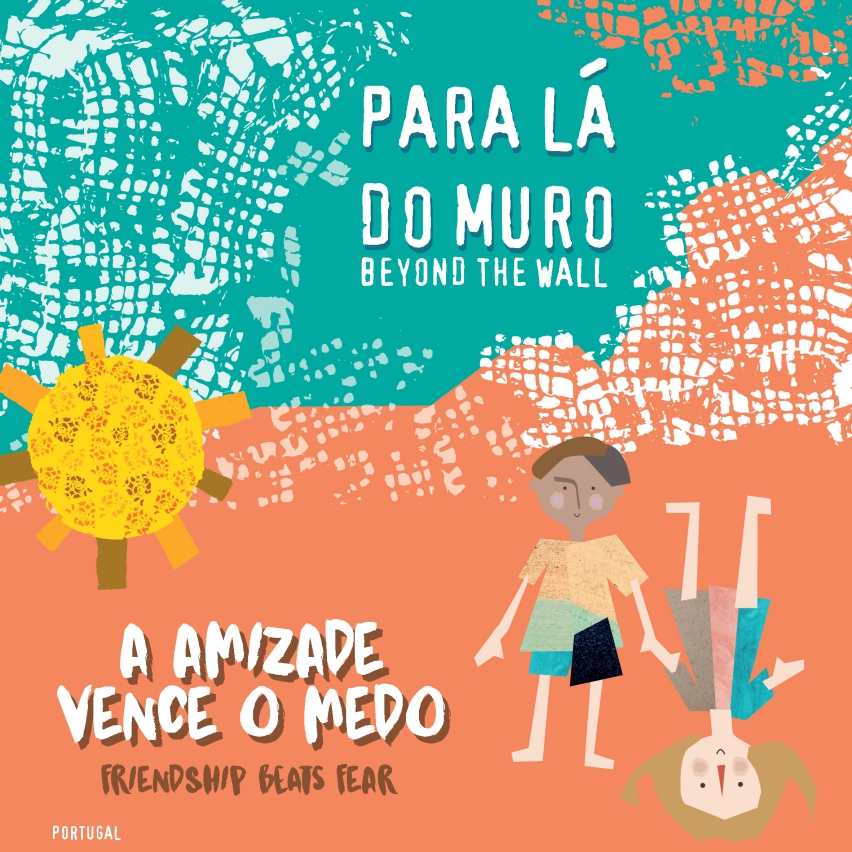 PARA LÁ
DO MURO
BEYOND THE WALL
A AMIZADE
VENCE O MEDO
FRIENDSHIP BEATS FEAR
PORTUGAL